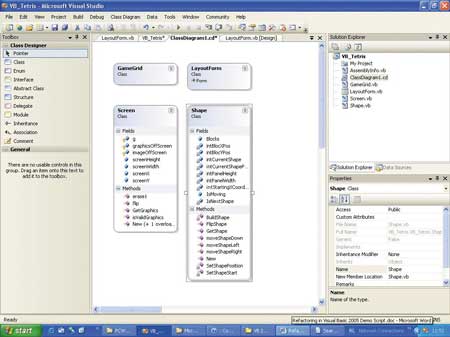 VB_Tetris - Microsoft Visual Studio
File Edit View Project Build Debug Class Diagram Data Tools Window Community Help
Toolbox
Class Designer
Pointer
Class
Enum
Interface
Abstract Class
Structure
Delegate
Module
Inheritance
Association
Comment
General
There are no usable controls in this
group. Drag an item onto this text to
add it to the toolbox.
LayoutForm.vb VB_Tetris* ClassDiagram1.cd* LayoutForm.vb [Design]
GameGrid
Class
LayoutForm
Class
Form
Screen
Class
Fields
g
graphicsOffScreen
imageOffScreen
screenHeight
screenWidth
screenX
screenY
Methods
erase1
flip
GetGraphics
isValidGraphics
New (+ 1 overloa...
Shape
Class
Fields
Blocks
intBlockXPos
intBlockYPos
intCurrentShape
intCurrentShapeP...
intPanelHeight
intPanelWidth
intStartingXCoord...
IsMoving
IsNextShape
Methods
BuildShape
FlipShape
GetShape
moveShapeDown
moveShapeLeft
moveShapeRight
New
SetShapePosition
SetShapeStart
Solution Explorer
VB_Tetris
My Project
AssemblyInfo.vb
ClassDiagram1.cd
GameGrid.vb
LayoutForm.vb
Screen.vb
Shape.vb
Solution Explorer Data Sources
Properties
Shape Class
Access Public
Custom Attributes
File Name Shape.vb
Full Name VB_Tetris.VB_Tetris.Shape
Generic False
Implements
Inheritance Modifier None
Inherits Object
Name Shape
New Member Location Shape.vb
Remarks
Name
Name of the type.
Ready
Refactoring in Visual Basic 2005 Demo Script.doc - Microsoft Word
start